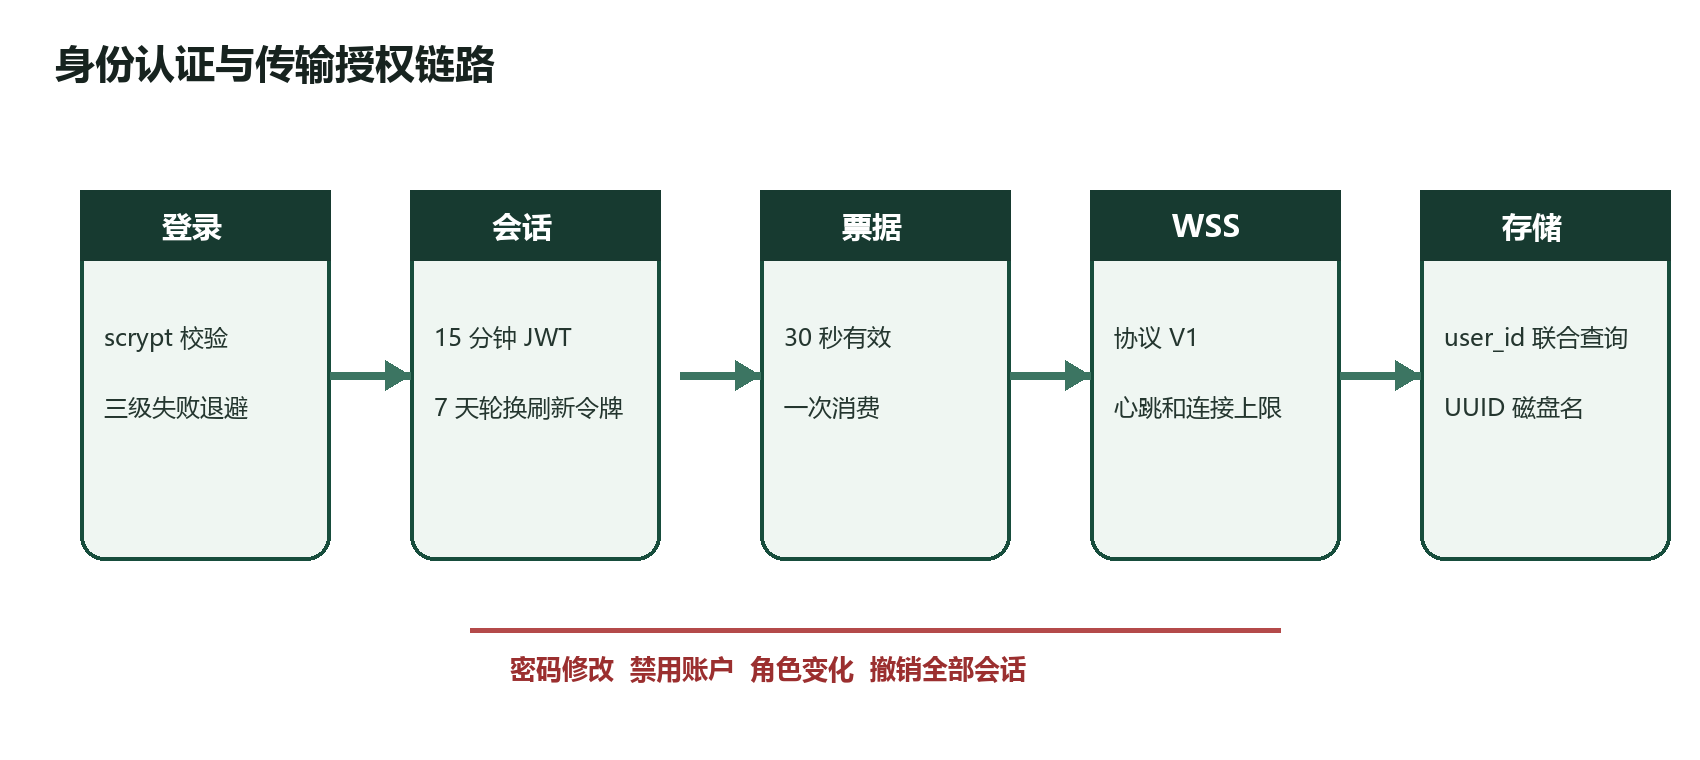 身份认证与传输授权链路
登录
scrypt 校验
三级失败退避
会话
15 分钟 JWT
7 天轮换刷新令牌
票据
30 秒有效
一次消费
WSS
协议 V1
心跳和连接上限
存储
user_id 联合查询
UUID 磁盘名
密码修改 禁用账户 角色变化 撤销全部会话